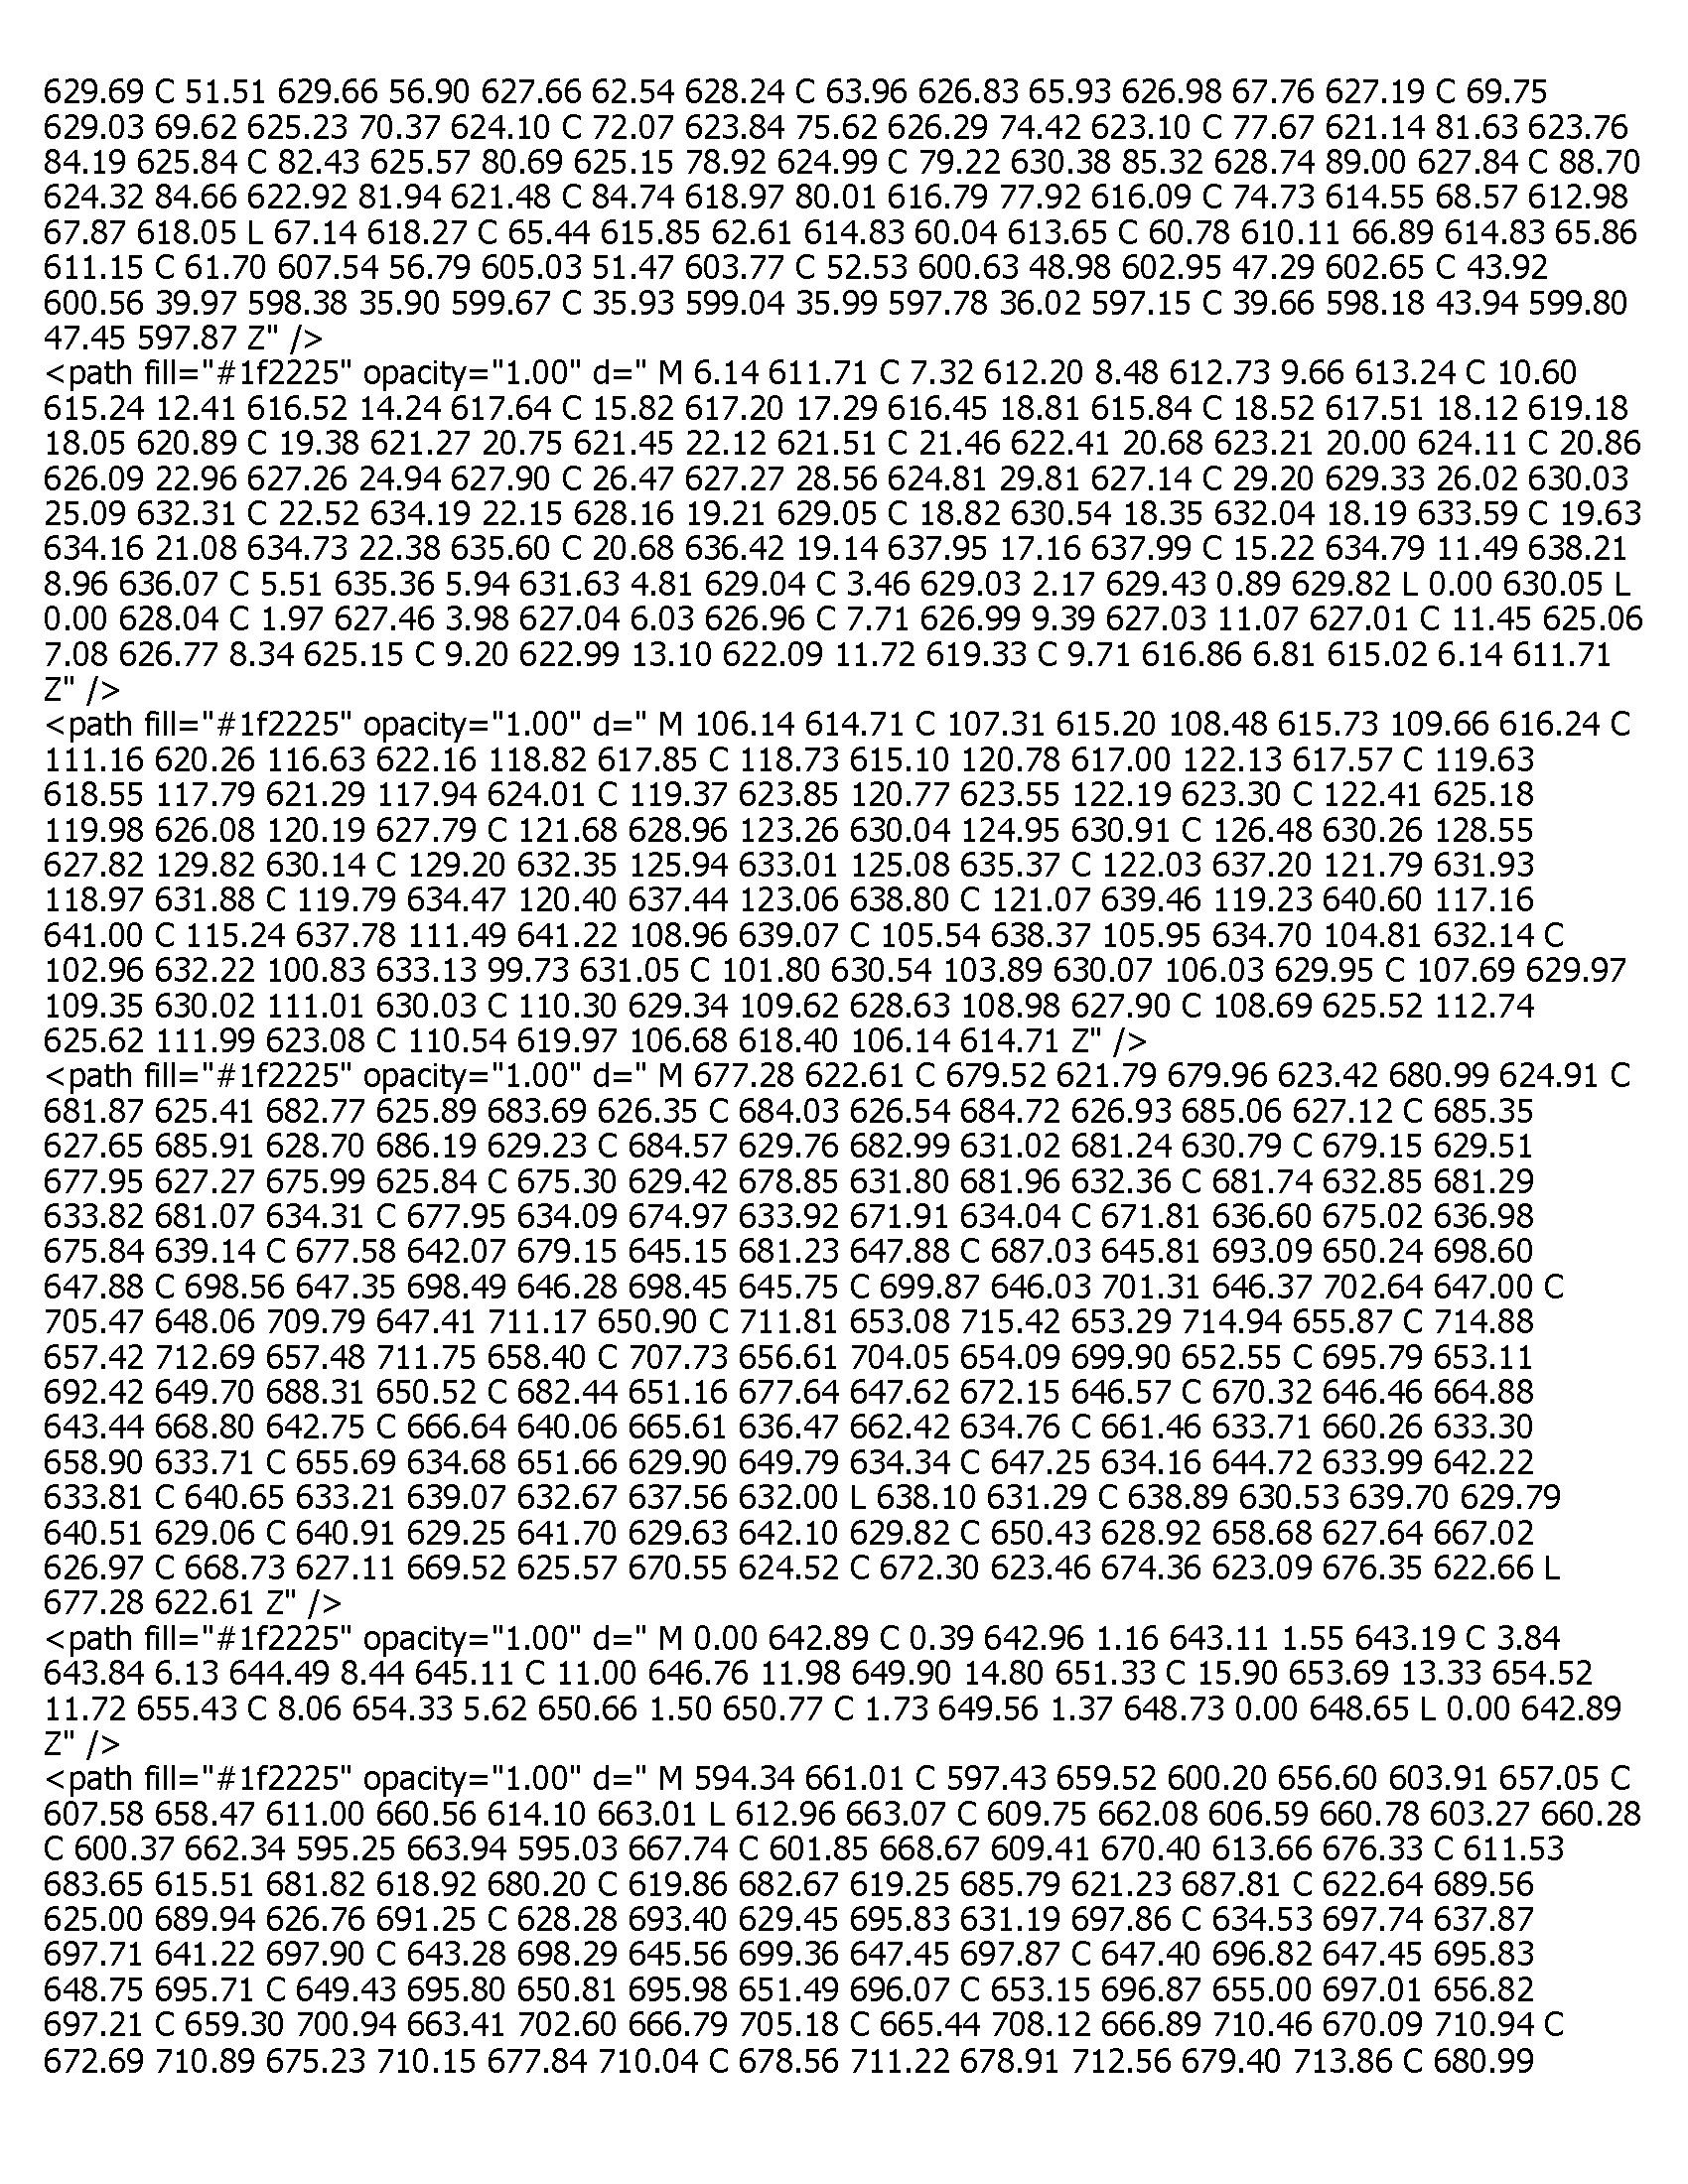 629.69 C 51.51 629.66 56.90 627.66 62.54 628.24 C 63.96 626.83 65.93 626.98 67.76 627.19 C 69.75
629.03 69.62 625.23 70.37 624.10 C 72.07 623.84 75.62 626.29 74.42 623.10 C 77.67 621.14 81.63 623.76
84.19 625.84 C 82.43 625.57 80.69 625.15 78.92 624.99 C 79.22 630.38 85.32 628.74 89.00 627.84 C 88.70
624.32 84.66 622.92 81.94 621.48 C 84.74 618.97 80.01 616.79 77.92 616.09 C 74.73 614.55 68.57 612.98
67.87 618.05 L 67.14 618.27 C 65.44 615.85 62.61 614.83 60.04 613.65 C 60.78 610.11 66.89 614.83 65.86
611.15 C 61.70 607.54 56.79 605.03 51.47 603.77 C 52.53 600.63 48.98 602.95 47.29 602.65 C 43.92
600.56 39.97 598.38 35.90 599.67 C 35.93 599.04 35.99 597.78 36.02 597.15 C 39.66 598.18 43.94 599.80
47.45 597.87 Z" />
<path fill="#1f2225" opacity="1.00" d=" M 6.14 611.71 C 7.32 612.20 8.48 612.73 9.66 613.24 C 10.60
615.24 12.41 616.52 14.24 617.64 C 15.82 617.20 17.29 616.45 18.81 615.84 C 18.52 617.51 18.12 619.18
18.05 620.89 C 19.38 621.27 20.75 621.45 22.12 621.51 C 21.46 622.41 20.68 623.21 20.00 624.11 C 20.86
626.09 22.96 627.26 24.94 627.90 C 26.47 627.27 28.56 624.81 29.81 627.14 C 29.20 629.33 26.02 630.03
25.09 632.31 C 22.52 634.19 22.15 628.16 19.21 629.05 C 18.82 630.54 18.35 632.04 18.19 633.59 C 19.63
634.16 21.08 634.73 22.38 635.60 C 20.68 636.42 19.14 637.95 17.16 637.99 C 15.22 634.79 11.49 638.21
8.96 636.07 C 5.51 635.36 5.94 631.63 4.81 629.04 C 3.46 629.03 2.17 629.43 0.89 629.82 L 0.00 630.05 L
0.00 628.04 C 1.97 627.46 3.98 627.04 6.03 626.96 C 7.71 626.99 9.39 627.03 11.07 627.01 C 11.45 625.06
7.08 626.77 8.34 625.15 C 9.20 622.99 13.10 622.09 11.72 619.33 C 9.71 616.86 6.81 615.02 6.14 611.71
Z" />
<path fill="#1f2225" opacity="1.00" d=" M 106.14 614.71 C 107.31 615.20 108.48 615.73 109.66 616.24 C
111.16 620.26 116.63 622.16 118.82 617.85 C 118.73 615.10 120.78 617.00 122.13 617.57 C 119.63
618.55 117.79 621.29 117.94 624.01 C 119.37 623.85 120.77 623.55 122.19 623.30 C 122.41 625.18
119.98 626.08 120.19 627.79 C 121.68 628.96 123.26 630.04 124.95 630.91 C 126.48 630.26 128.55
627.82 129.82 630.14 C 129.20 632.35 125.94 633.01 125.08 635.37 C 122.03 637.20 121.79 631.93
118.97 631.88 C 119.79 634.47 120.40 637.44 123.06 638.80 C 121.07 639.46 119.23 640.60 117.16
641.00 C 115.24 637.78 111.49 641.22 108.96 639.07 C 105.54 638.37 105.95 634.70 104.81 632.14 C
102.96 632.22 100.83 633.13 99.73 631.05 C 101.80 630.54 103.89 630.07 106.03 629.95 C 107.69 629.97
109.35 630.02 111.01 630.03 C 110.30 629.34 109.62 628.63 108.98 627.90 C 108.69 625.52 112.74
625.62 111.99 623.08 C 110.54 619.97 106.68 618.40 106.14 614.71 Z" />
<path fill="#1f2225" opacity="1.00" d=" M 677.28 622.61 C 679.52 621.79 679.96 623.42 680.99 624.91 C
681.87 625.41 682.77 625.89 683.69 626.35 C 684.03 626.54 684.72 626.93 685.06 627.12 C 685.35
627.65 685.91 628.70 686.19 629.23 C 684.57 629.76 682.99 631.02 681.24 630.79 C 679.15 629.51
677.95 627.27 675.99 625.84 C 675.30 629.42 678.85 631.80 681.96 632.36 C 681.74 632.85 681.29
633.82 681.07 634.31 C 677.95 634.09 674.97 633.92 671.91 634.04 C 671.81 636.60 675.02 636.98
675.84 639.14 C 677.58 642.07 679.15 645.15 681.23 647.88 C 687.03 645.81 693.09 650.24 698.60
647.88 C 698.56 647.35 698.49 646.28 698.45 645.75 C 699.87 646.03 701.31 646.37 702.64 647.00 C
705.47 648.06 709.79 647.41 711.17 650.90 C 711.81 653.08 715.42 653.29 714.94 655.87 C 714.88
657.42 712.69 657.48 711.75 658.40 C 707.73 656.61 704.05 654.09 699.90 652.55 C 695.79 653.11
692.42 649.70 688.31 650.52 C 682.44 651.16 677.64 647.62 672.15 646.57 C 670.32 646.46 664.88
643.44 668.80 642.75 C 666.64 640.06 665.61 636.47 662.42 634.76 C 661.46 633.71 660.26 633.30
658.90 633.71 C 655.69 634.68 651.66 629.90 649.79 634.34 C 647.25 634.16 644.72 633.99 642.22
633.81 C 640.65 633.21 639.07 632.67 637.56 632.00 L 638.10 631.29 C 638.89 630.53 639.70 629.79
640.51 629.06 C 640.91 629.25 641.70 629.63 642.10 629.82 C 650.43 628.92 658.68 627.64 667.02
626.97 C 668.73 627.11 669.52 625.57 670.55 624.52 C 672.30 623.46 674.36 623.09 676.35 622.66 L
677.28 622.61 Z" />
<path fill="#1f2225" opacity="1.00" d=" M 0.00 642.89 C 0.39 642.96 1.16 643.11 1.55 643.19 C 3.84
643.84 6.13 644.49 8.44 645.11 C 11.00 646.76 11.98 649.90 14.80 651.33 C 15.90 653.69 13.33 654.52
11.72 655.43 C 8.06 654.33 5.62 650.66 1.50 650.77 C 1.73 649.56 1.37 648.73 0.00 648.65 L 0.00 642.89
Z" />
<path fill="#1f2225" opacity="1.00" d=" M 594.34 661.01 C 597.43 659.52 600.20 656.60 603.91 657.05 C
607.58 658.47 611.00 660.56 614.10 663.01 L 612.96 663.07 C 609.75 662.08 606.59 660.78 603.27 660.28
C 600.37 662.34 595.25 663.94 595.03 667.74 C 601.85 668.67 609.41 670.40 613.66 676.33 C 611.53
683.65 615.51 681.82 618.92 680.20 C 619.86 682.67 619.25 685.79 621.23 687.81 C 622.64 689.56
625.00 689.94 626.76 691.25 C 628.28 693.40 629.45 695.83 631.19 697.86 C 634.53 697.74 637.87
697.71 641.22 697.90 C 643.28 698.29 645.56 699.36 647.45 697.87 C 647.40 696.82 647.45 695.83
648.75 695.71 C 649.43 695.80 650.81 695.98 651.49 696.07 C 653.15 696.87 655.00 697.01 656.82
697.21 C 659.30 700.94 663.41 702.60 666.79 705.18 C 665.44 708.12 666.89 710.46 670.09 710.94 C
672.69 710.89 675.23 710.15 677.84 710.04 C 678.56 711.22 678.91 712.56 679.40 713.86 C 680.99